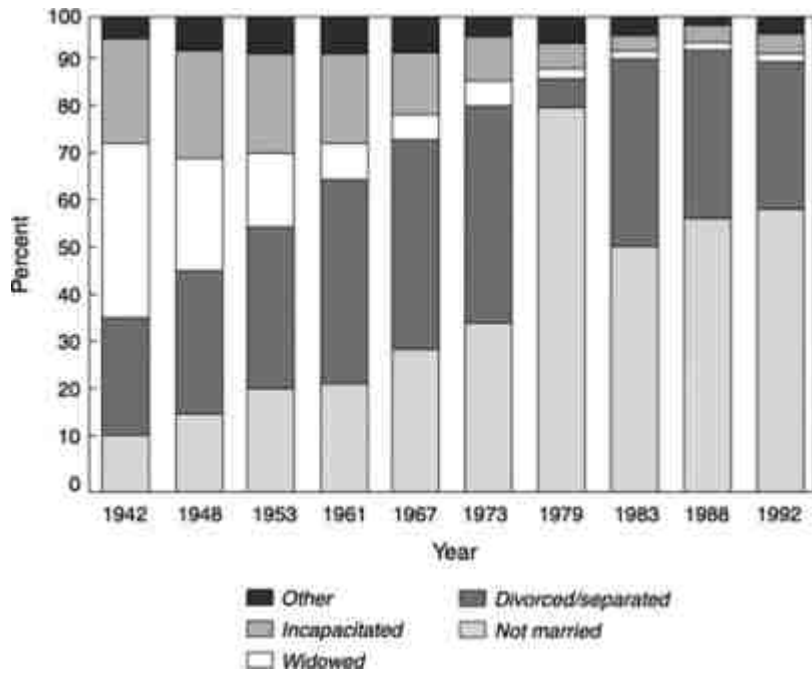 100
90
80
70
60
50
40
30
20
10
0
Percent
1942 1948 1953 1961 1967 1973 1979 1983 1988 1992
Year
Other
Divorced/separated
Incapacitated
Not married
Widowed